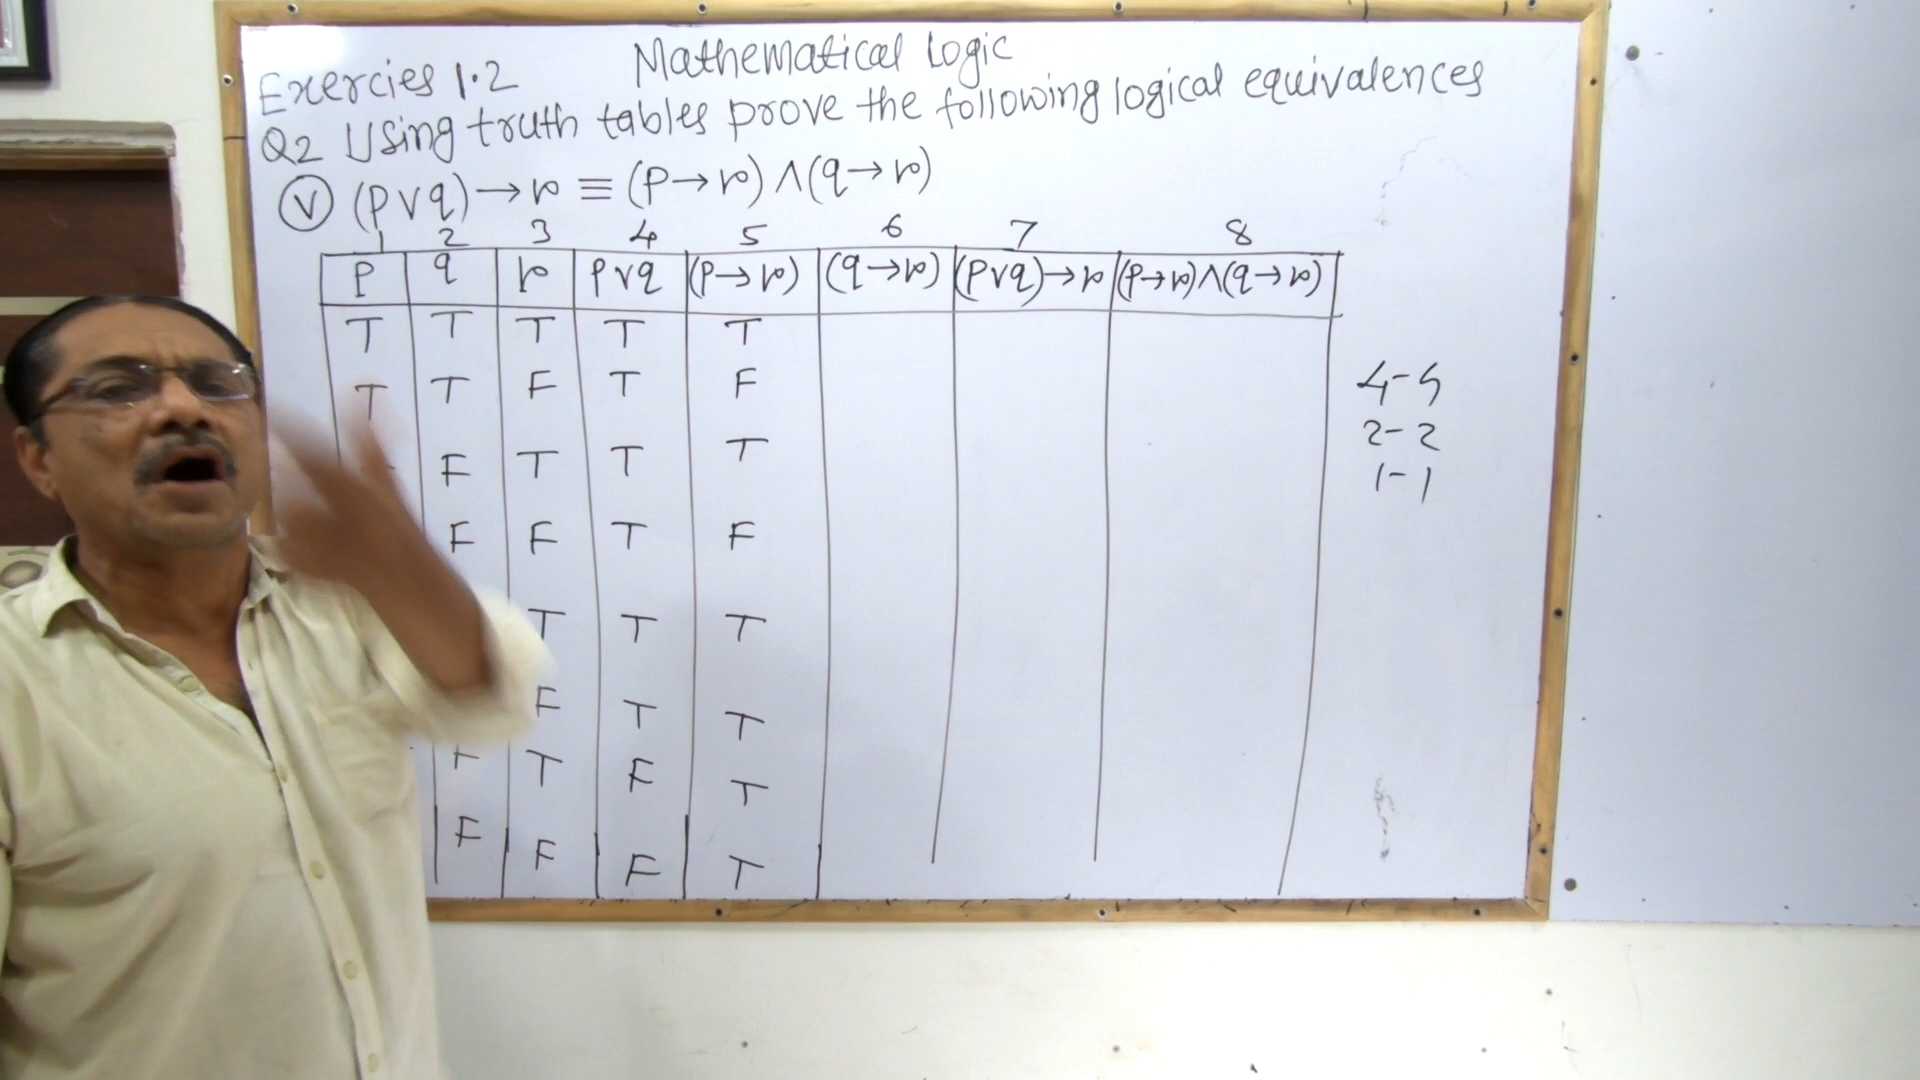 Mathematical Logic
Exercies 1.2
Q2 Using truth tables prove the following logical equivalences
(V) (p∨q)→r ≡ (p→r)∧(q→r)
1 2 3 4 5 6 7 8
p q r p∨q (p→r) (q→r) (p∨q)→r (p→r)∧(q→r)
T T T T T
T T F T F
F T T T
F F T F
T T T
F T T
T T F T
F F F T
4-4
2-2
1-1